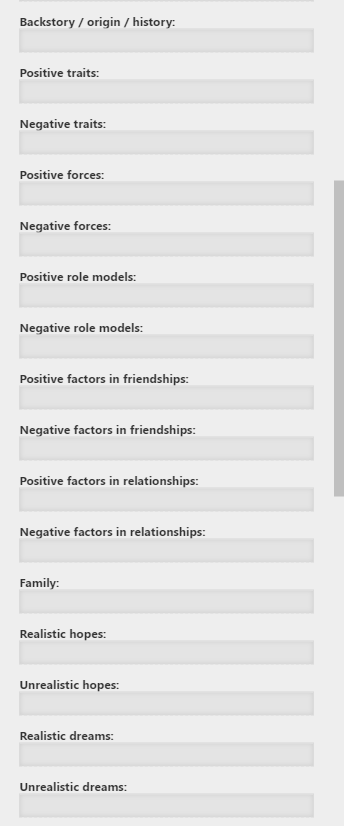 Backstory / origin / history:
Positive traits:
Negative traits:
Positive forces:
Negative forces:
Positive role models:
Negative role models:
Positive factors in friendships:
Negative factors in friendships:
Positive factors in relationships:
Negative factors in relationships:
Family:
Realistic hopes:
Unrealistic hopes:
Realistic dreams:
Unrealistic dreams: